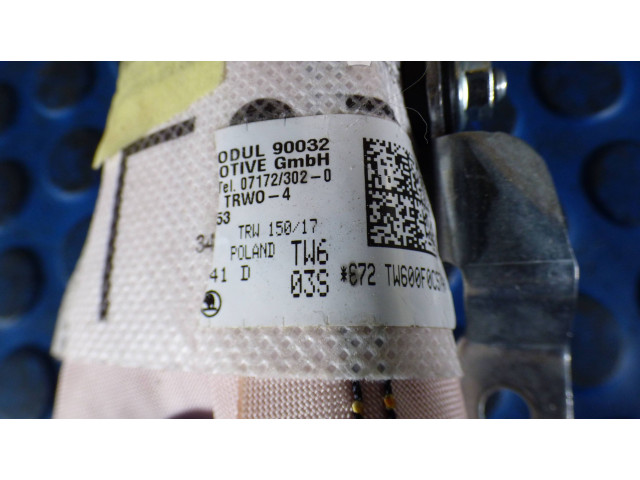 ODUL 90032
OTIVE GmbH
Tel. 07172/302-0
TRWO-4
53
TRW 150/17
34
POLAND TW6
41 D 03S *672